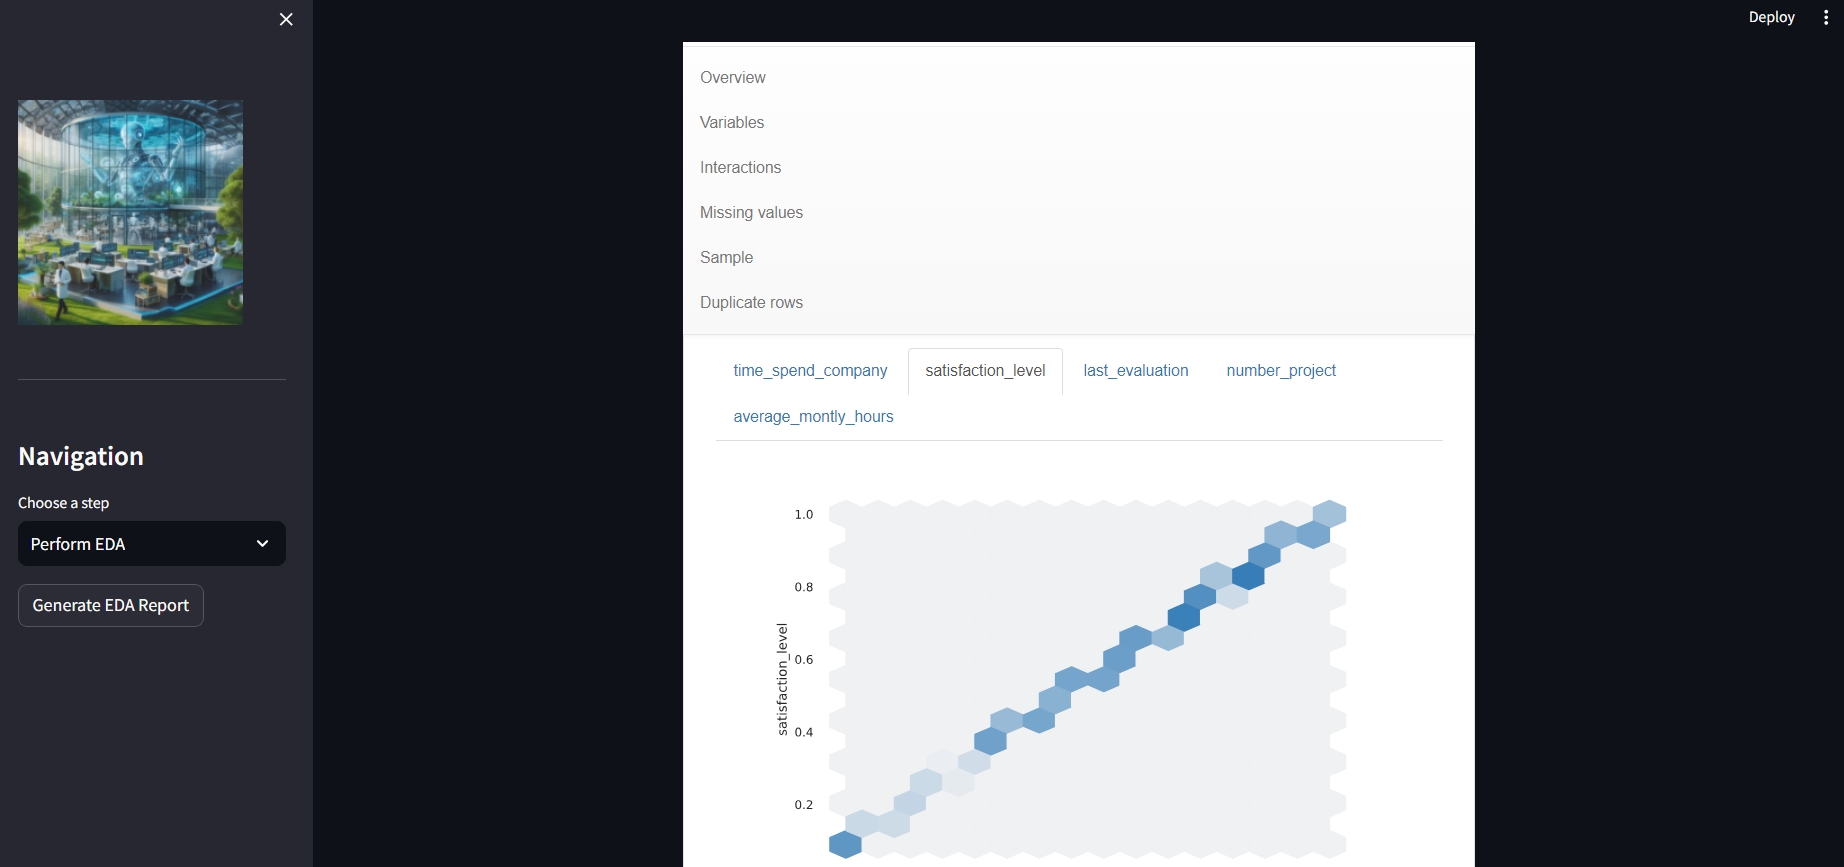 Deploy
Navigation
Choose a step
Perform EDA
Generate EDA Report
Overview
Variables
Interactions
Missing values
Sample
Duplicate rows
time_spend_company satisfaction_level last_evaluation number_project
average_montly_hours
satisfaction_level
1.0
0.8
0.6
0.4
0.2